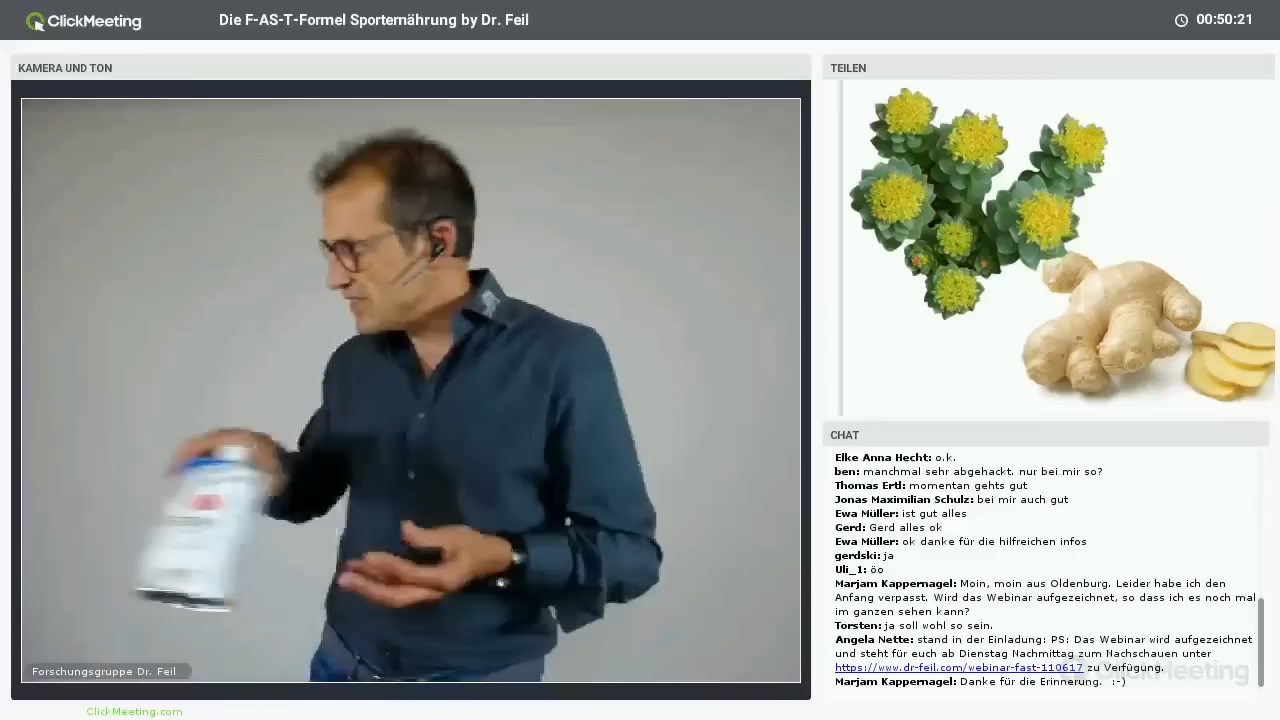 ClickMeeting
Die F-AS-T-Formel Sporternährung by Dr. Feil
00:50:21
KAMERA UND TON
Forschungsgruppe Dr. Feil
ClickMeeting.com
TEILEN
CHAT
Elke Anna Hecht: o.k.
ben: manchmal sehr abgehackt. nur bei mir so?
Thomas Ertl: momentan gehts gut
Jonas Maximilian Schulz: bei mir auch gut
Ewa Müller: ist gut alles
Gerd: Gerd alles ok
Ewa Müller: ok danke für die hilfreichen infos
gerdski: ja
Uli_1: öo
Marjam Kappernagel: Moin, moin aus Oldenburg. Leider habe ich den
Anfang verpasst. Wird das Webinar aufgezeichnet, so dass ich es noch mal
im ganzen sehen kann?
Torsten: ja soll wohl so sein.
Angela Nette: stand in der Einladung: PS: Das Webinar wird aufgezeichnet
und steht für euch ab Dienstag Nachmittag zum Nachschauen unter
https://www.dr-feil.com/webinar-fast-110617 zu Verfügung.
Marjam Kappernagel: Danke für die Erinnerung. :-)
ClickMeeting